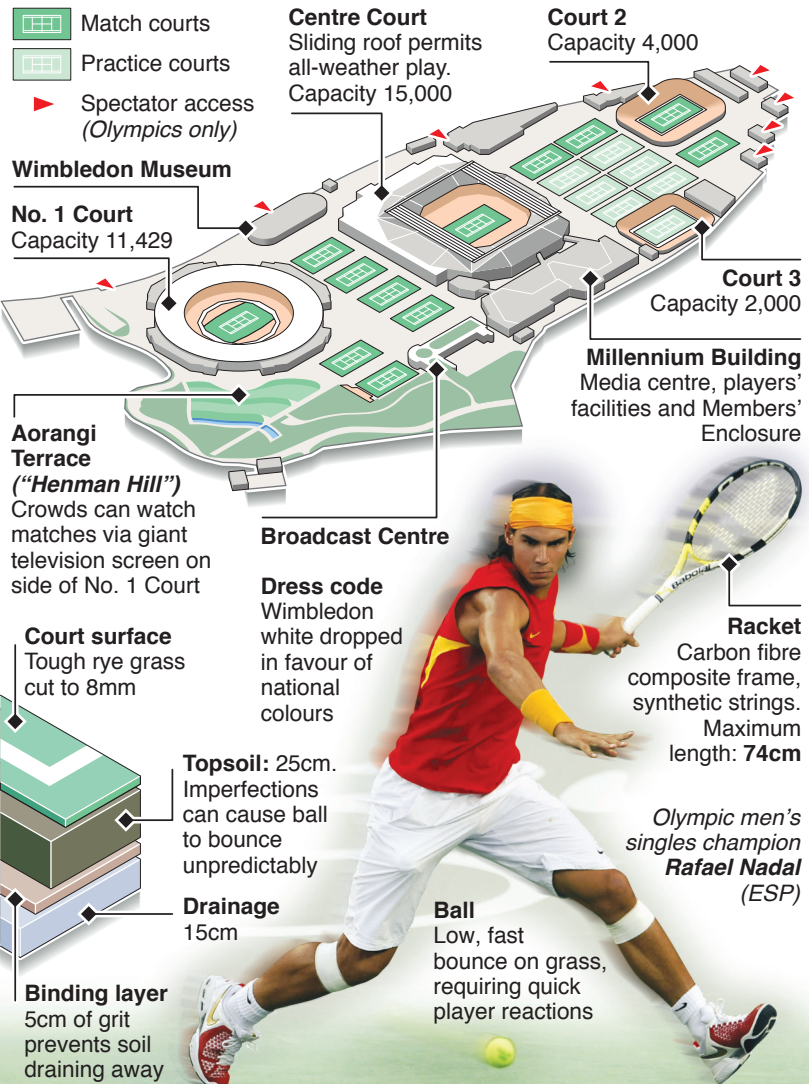 Match courts
Practice courts
Spectator access
(Olympics only)
Centre Court
Sliding roof permits
all-weather play.
Capacity 15,000
Court 2
Capacity 4,000
Wimbledon Museum
No. 1 Court
Capacity 11,429
Court 3
Capacity 2,000
Millennium Building
Media centre, players’
facilities and Members’
Enclosure
Aorangi
Terrace
(“Henman Hill”)
Crowds can watch
matches via giant
television screen on
side of No. 1 Court
Broadcast Centre
Dress code
Wimbledon
white dropped
in favour of
national
colours
Babolat
Racket
Carbon fibre
composite frame,
synthetic strings.
Maximum
length: 74cm
Court surface
Tough rye grass
cut to 8mm
Topsoil: 25cm.
Imperfections
can cause ball
to bounce
unpredictably
Drainage
15cm
Binding layer
5cm of grit
prevents soil
draining away
Olympic men’s
singles champion
Rafael Nadal
(ESP)
Ball
Low, fast
bounce on grass,
requiring quick
player reactions